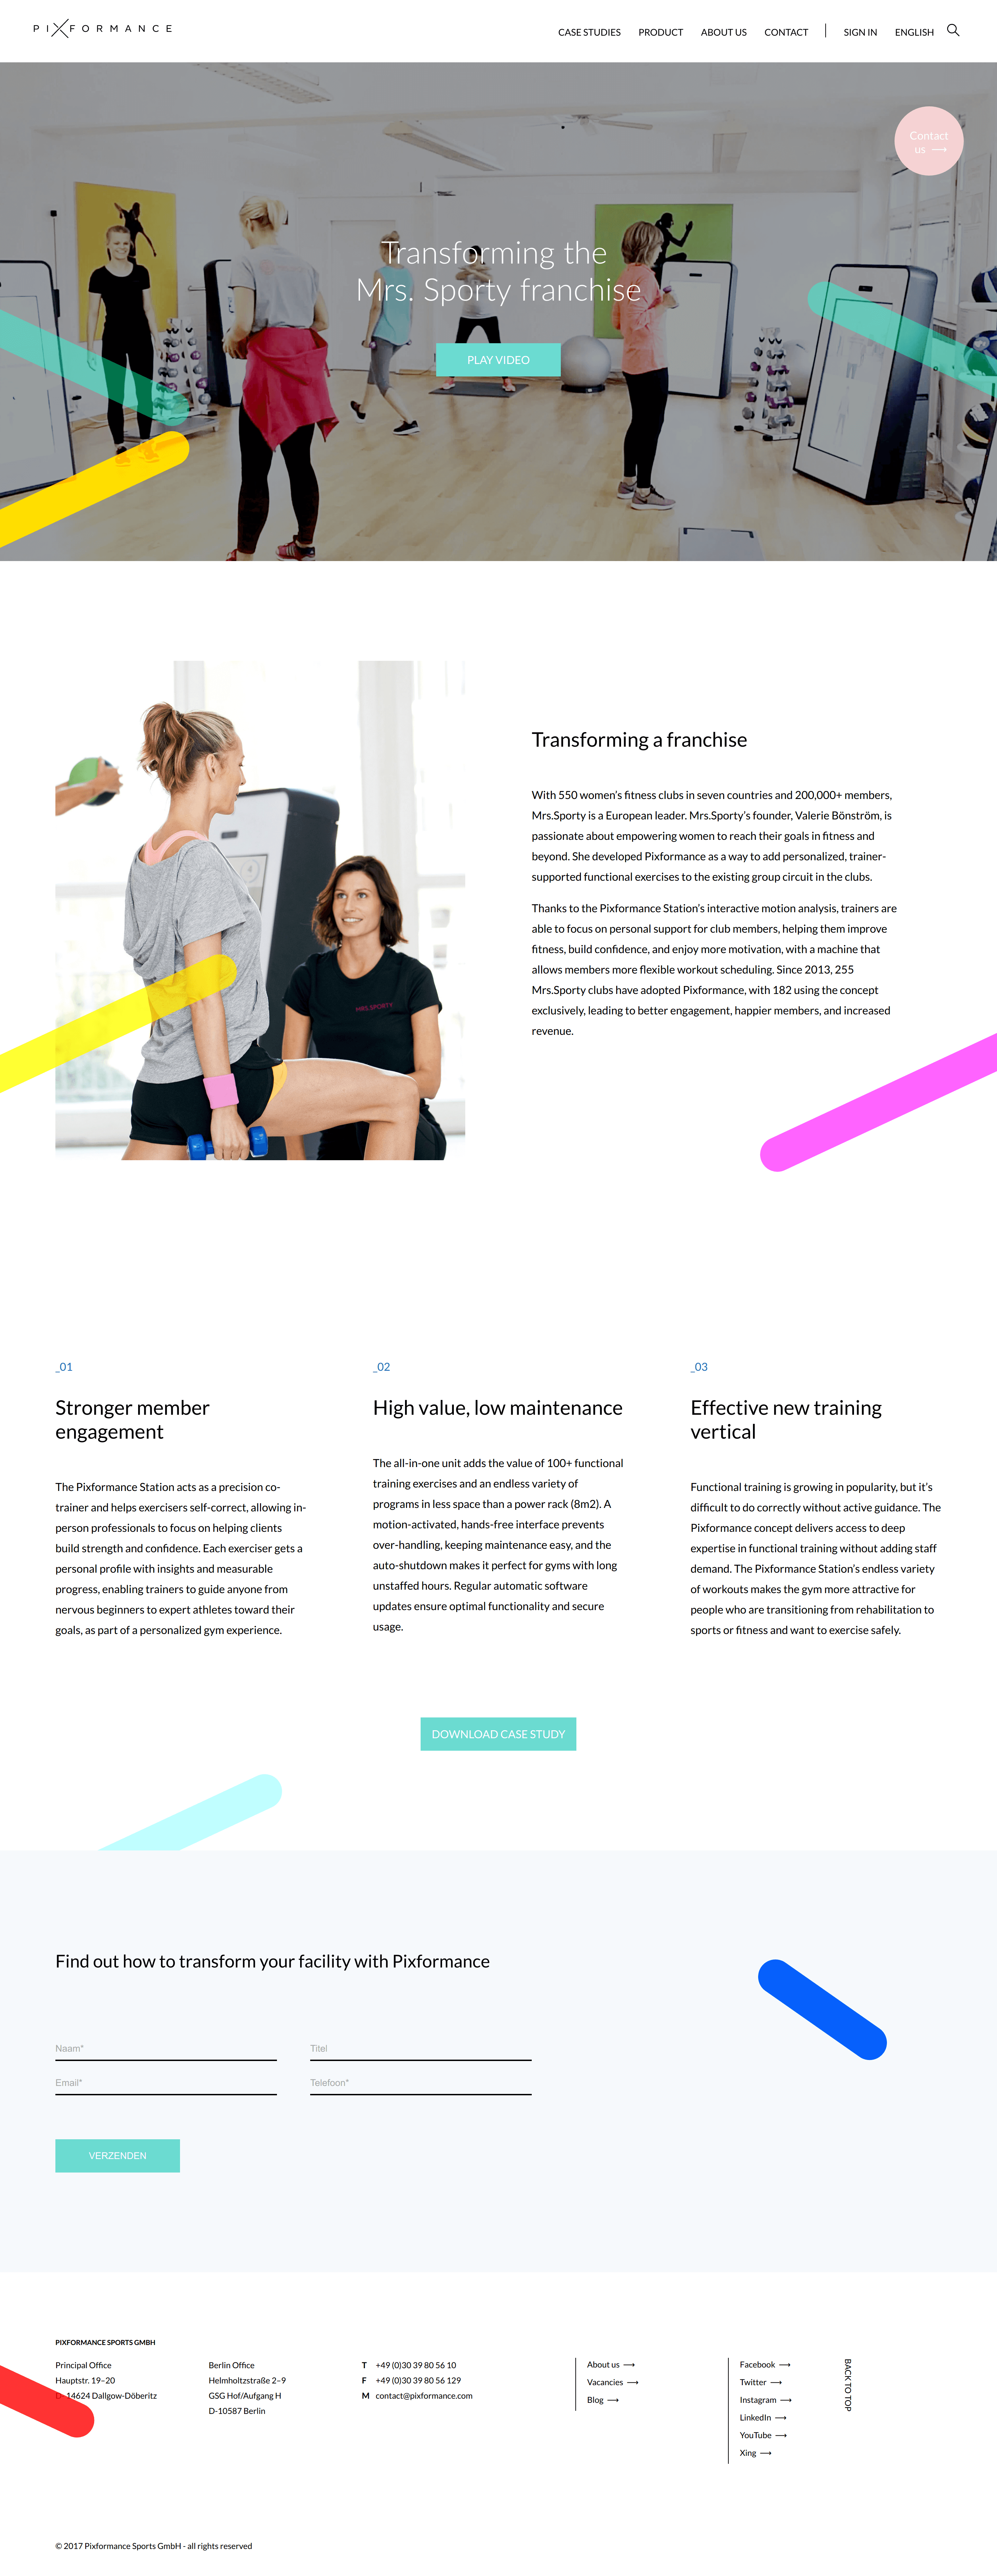 PIXFORMANCE
CASE STUDIES PRODUCT ABOUT US CONTACT SIGN IN ENGLISH
Contact
us →
Transforming the
Mrs. Sporty franchise
PLAY VIDEO
MRS.SPORTY
Transforming a franchise
With 550 women's fitness clubs in seven countries and 200,000+ members,
Mrs.Sporty is a European leader. Mrs.Sporty's founder, Valerie Bönström, is
passionate about empowering women to reach their goals in fitness and
beyond. She developed Pixformance as a way to add personalized, trainer-
supported functional exercises to the existing group circuit in the clubs.
Thanks to the Pixformance Station's interactive motion analysis, trainers are
able to focus on personal support for club members, helping them improve
fitness, build confidence, and enjoy more motivation, with a machine that
allows members more flexible workout scheduling. Since 2013, 255
Mrs.Sporty clubs have adopted Pixformance, with 182 using the concept
exclusively, leading to better engagement, happier members, and increased
revenue.
_01
Stronger member
engagement
The Pixformance Station acts as a precision co-
trainer and helps exercisers self-correct, allowing in-
person professionals to focus on helping clients
build strength and confidence. Each exerciser gets a
personal profile with insights and measurable
progress, enabling trainers to guide anyone from
nervous beginners to expert athletes toward their
goals, as part of a personalized gym experience.
_02
High value, low maintenance
The all-in-one unit adds the value of 100+ functional
training exercises and an endless variety of
programs in less space than a power rack (8m2). A
motion-activated, hands-free interface prevents
over-handling, keeping maintenance easy, and the
auto-shutdown makes it perfect for gyms with long
unstaffed hours. Regular automatic software
updates ensure optimal functionality and secure
usage.
_03
Effective new training
vertical
Functional training is growing in popularity, but it's
difficult to do correctly without active guidance. The
Pixformance concept delivers access to deep
expertise in functional training without adding staff
demand. The Pixformance Station's endless variety
of workouts makes the gym more attractive for
people who are transitioning from rehabilitation to
sports or fitness and want to exercise safely.
DOWNLOAD CASE STUDY
Find out how to transform your facility with Pixformance
Naam* Titel
Email* Telefoon*
VERZENDEN
PIXFORMANCE SPORTS GMBH
Principal Office
Hauptstr. 19–20
D-14624 Dallgow-Döberitz
Berlin Office
Helmholtzstraße 2–9
GSG Hof/Aufgang H
D-10587 Berlin
T +49 (0)30 39 80 56 10
F +49 (0)30 39 80 56 129
M contact@pixformance.com
About us →
Vacancies →
Blog →
Facebook →
Twitter →
Instagram →
LinkedIn →
YouTube →
Xing →
BACK TO TOP
© 2017 Pixformance Sports GmbH - all rights reserved